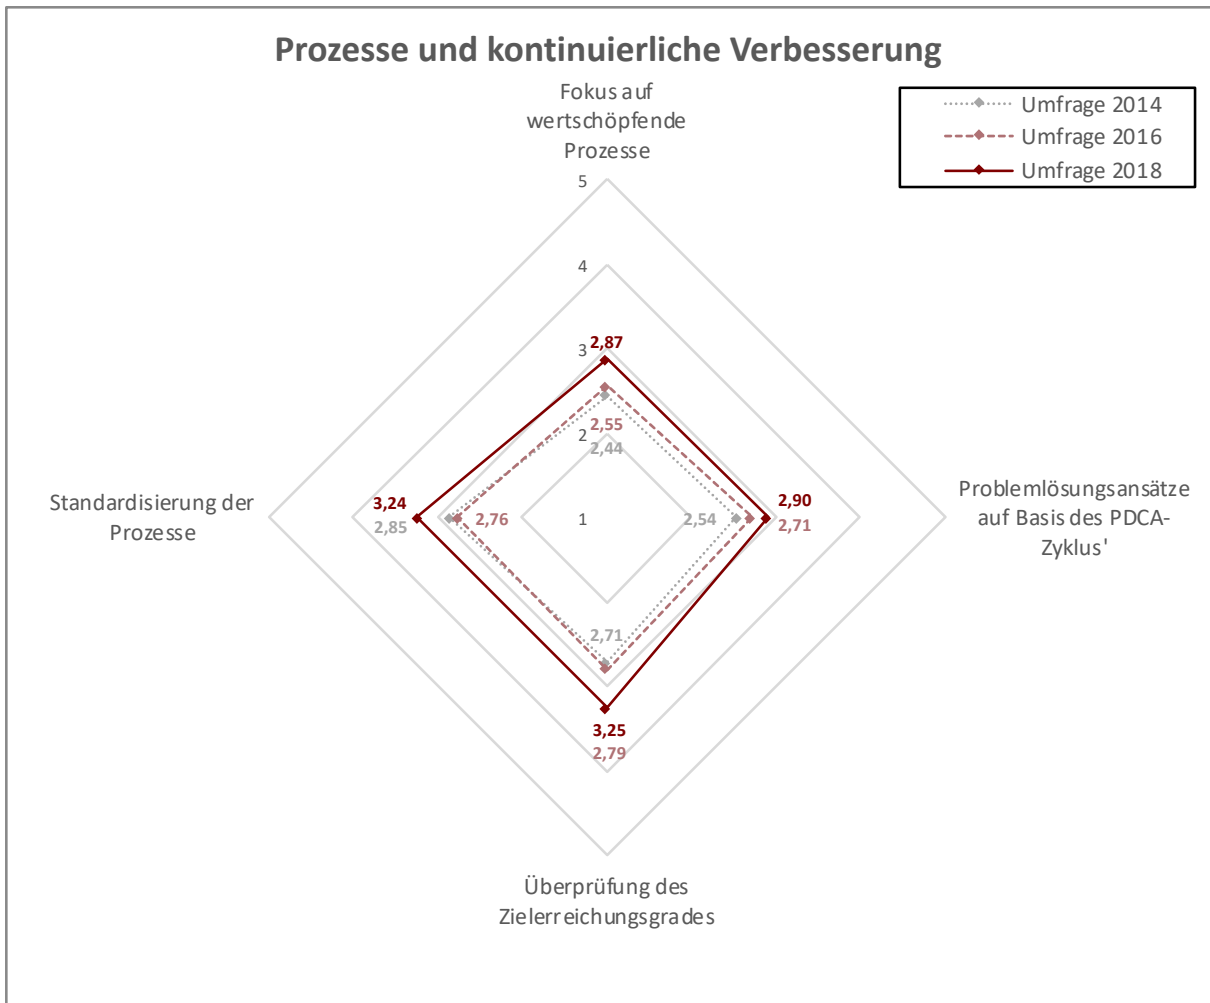 Prozesse und kontinuierliche Verbesserung
Fokus auf
wertschöpfende
Prozesse
Umfrage 2014
Umfrage 2016
Umfrage 2018
5
4
3
2,87
2,55
2
2,44
Standardisierung der
Prozesse
3,24
2,85
2,76
1
2,54
2,90
2,71
Problemlösungsansätze
auf Basis des PDCA-
Zyklus'
2,71
3,25
2,79
Überprüfung des
Zielerreichungsgrades